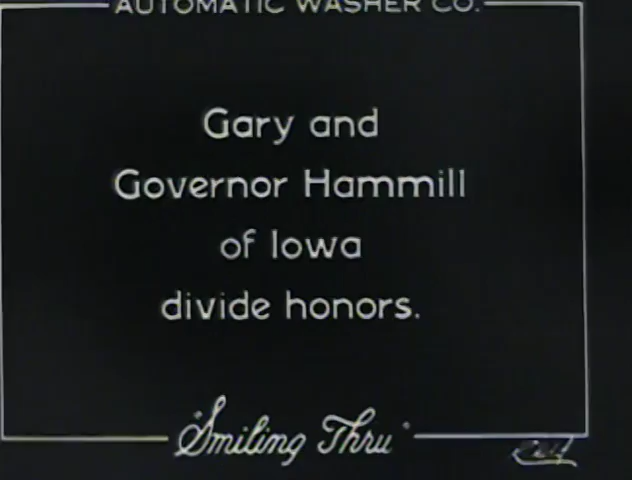 AUTOMATIC WASHER CO.
Gary and
Governor Hammill
of Iowa
divide honors.
"Smiling Thru"